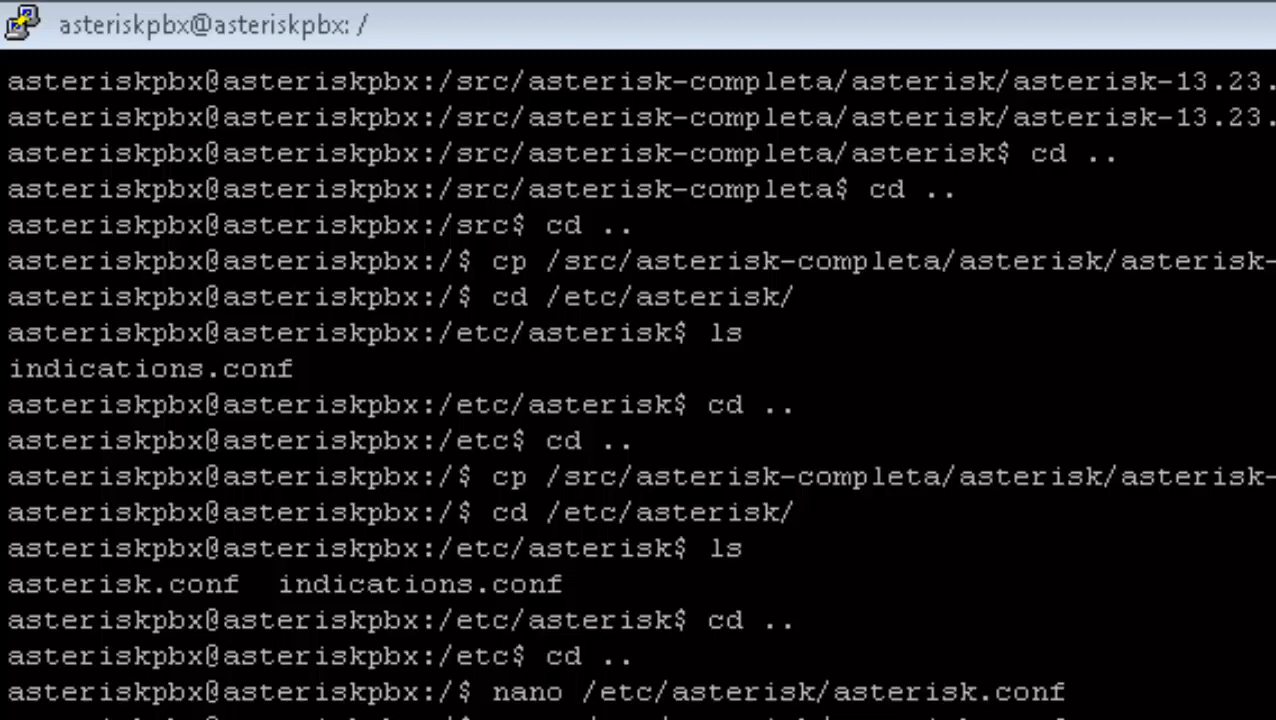 asteriskpbx@asteriskpbx: /
asteriskpbx@asteriskpbx:/src/asterisk-completa/asterisk/asterisk-13.23.
asteriskpbx@asteriskpbx:/src/asterisk-completa/asterisk/asterisk-13.23.
asteriskpbx@asteriskpbx:/src/asterisk-completa/asterisk$ cd ..
asteriskpbx@asteriskpbx:/src/asterisk-completa$ cd ..
asteriskpbx@asteriskpbx:/src$ cd ..
asteriskpbx@asteriskpbx:/$ cp /src/asterisk-completa/asterisk/asterisk-
asteriskpbx@asteriskpbx:/$ cd /etc/asterisk/
asteriskpbx@asteriskpbx:/etc/asterisk$ ls
indications.conf
asteriskpbx@asteriskpbx:/etc/asterisk$ cd ..
asteriskpbx@asteriskpbx:/etc$ cd ..
asteriskpbx@asteriskpbx:/$ cp /src/asterisk-completa/asterisk/asterisk-
asteriskpbx@asteriskpbx:/$ cd /etc/asterisk/
asteriskpbx@asteriskpbx:/etc/asterisk$ ls
asterisk.conf  indications.conf
asteriskpbx@asteriskpbx:/etc/asterisk$ cd ..
asteriskpbx@asteriskpbx:/etc$ cd ..
asteriskpbx@asteriskpbx:/$ nano /etc/asterisk/asterisk.conf